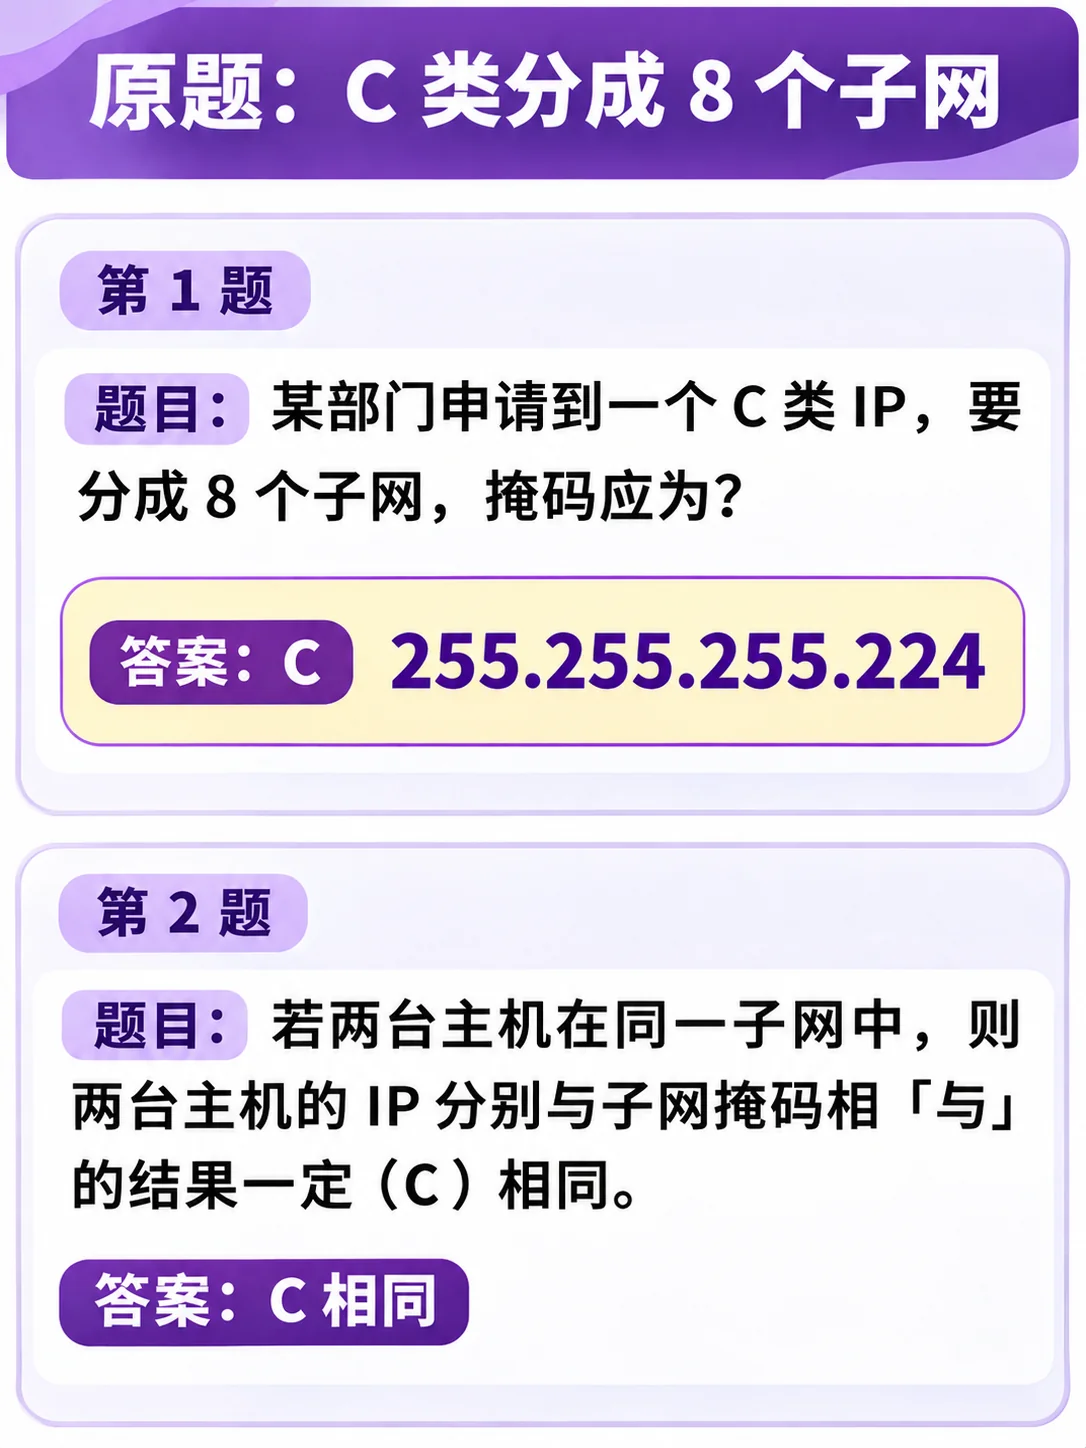 原题：C 类分成 8 个子网
第 1 题
题目： 某部门申请到一个 C 类 IP，要
分成 8 个子网，掩码应为？
答案：C 255.255.255.224
第 2 题
题目： 若两台主机在同一子网中，则
两台主机的 IP 分别与子网掩码相「与」
的结果一定（C）相同。
答案：C 相同